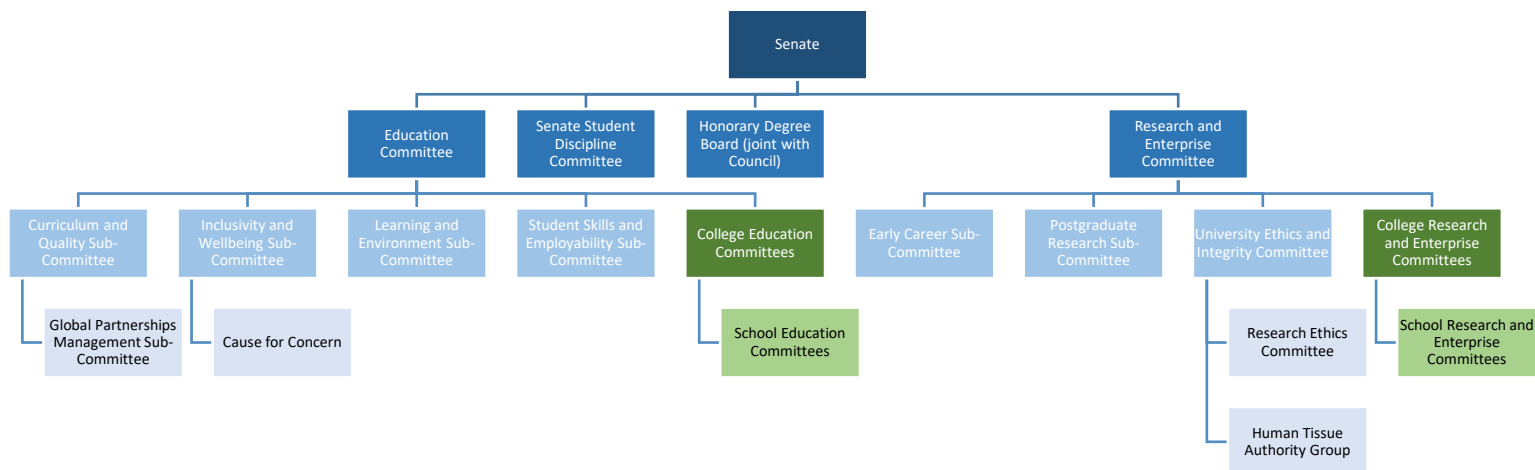 Senate
Education
Committee
Senate Student
Discipline
Committee
Honorary Degree
Board (joint with
Council)
Research and
Enterprise
Committee
Curriculum and
Quality Sub-
Committee
Inclusivity and
Wellbeing Sub-
Committee
Learning and
Environment Sub-
Committee
Student Skills and
Employability Sub-
Committee
College Education
Committees
Early Career Sub-
Committee
Postgraduate
Research Sub-
Committee
University Ethics and
Integrity Committee
College Research
and Enterprise
Committees
Global Partnerships
Management Sub-
Committee
Cause for Concern
School Education
Committees
Research Ethics
Committee
School Research and
Enterprise
Committees
Human Tissue
Authority Group